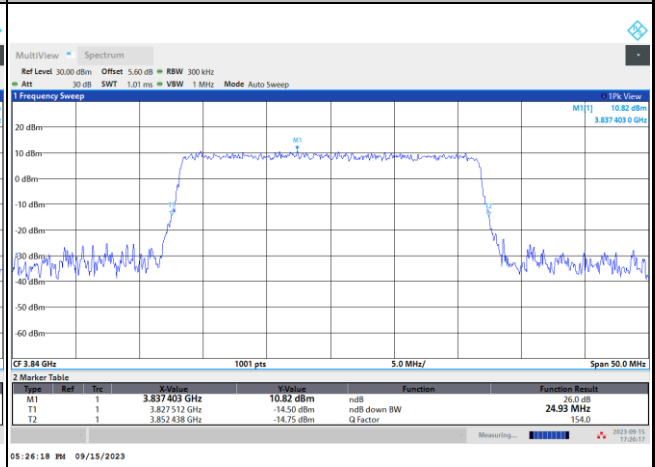 MultiView Spectrum
Ref Level 30.00 dBm Offset 5.60 dB RBW 300 kHz
Att 30 dB SWT 1.01 ms VBW 1 MHz Mode Auto Sweep
1 Frequency Sweep 1Pk View
M1[1] 10.82 dBm
3.837 403 0 GHz
20 dBm
M1
10 dBm
0 dBm
-10 dBm
-20 dBm
-30 dBm
-40 dBm
-50 dBm
-60 dBm
CF 3.84 GHz 1001 pts 5.0 MHz/ Span 50.0 MHz
2 Marker Table
Type Ref Trc X-Value Y-Value Function Function Result
M1 1 3.837 403 GHz 10.82 dBm ndB 26.0 dB
T1 1 3.827 512 GHz -14.50 dBm ndB down BW 24.93 MHz
T2 1 3.852 438 GHz -14.75 dBm Q Factor 154.0
Measuring... 2023-09-15
17:26:17
05:26:18 PM 09/15/2023